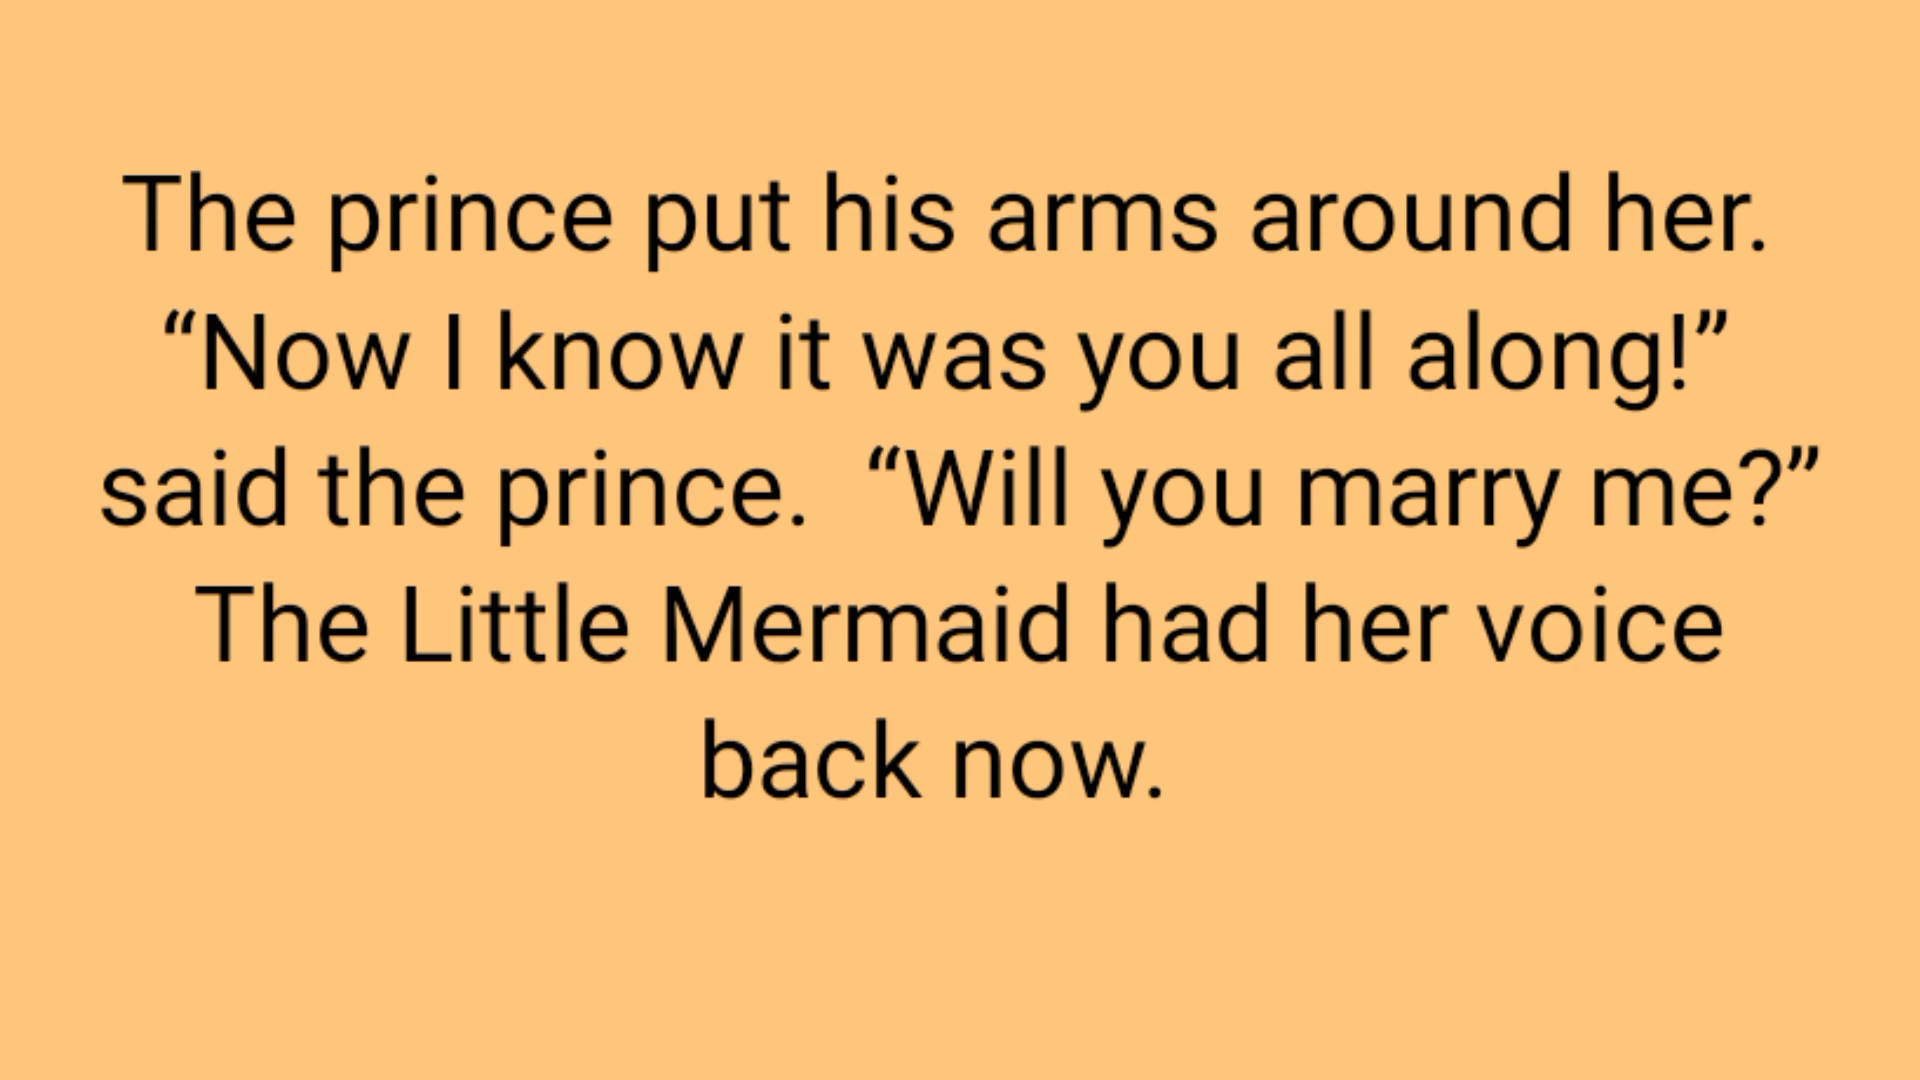 The prince put his arms around her.
“Now I know it was you all along!”
said the prince.  “Will you marry me?”
The Little Mermaid had her voice
back now.